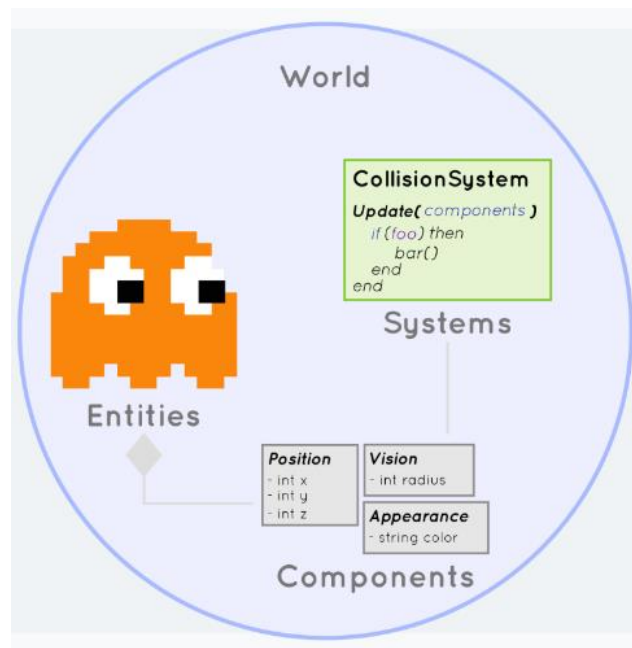 World
CollisionSystem
Update( components )
if (foo) then
bar()
end
end
Systems
Entities
Position
- int x
- int y
- int z
Vision
- int radius
Appearance
- string color
Components